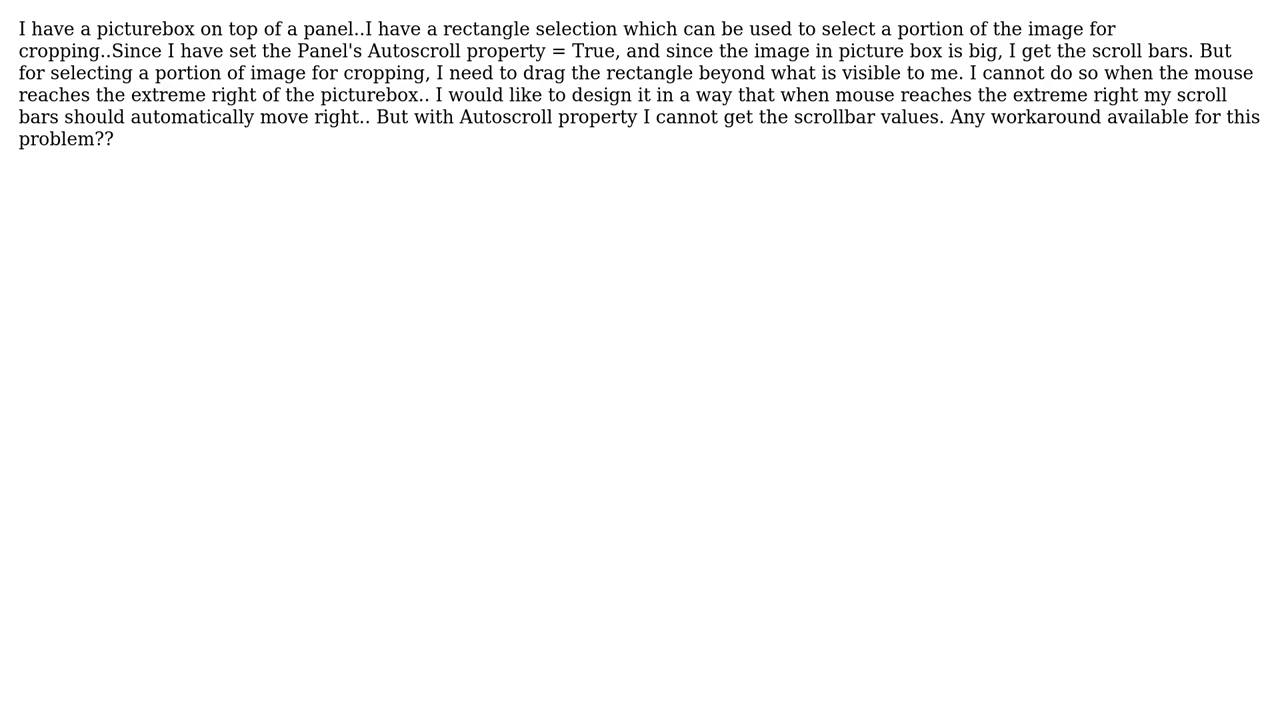 I have a picturebox on top of a panel..I have a rectangle selection which can be used to select a portion of the image for
cropping..Since I have set the Panel's Autoscroll property = True, and since the image in picture box is big, I get the scroll bars. But
for selecting a portion of image for cropping, I need to drag the rectangle beyond what is visible to me. I cannot do so when the mouse
reaches the extreme right of the picturebox.. I would like to design it in a way that when mouse reaches the extreme right my scroll
bars should automatically move right.. But with Autoscroll property I cannot get the scrollbar values. Any workaround available for this
problem??